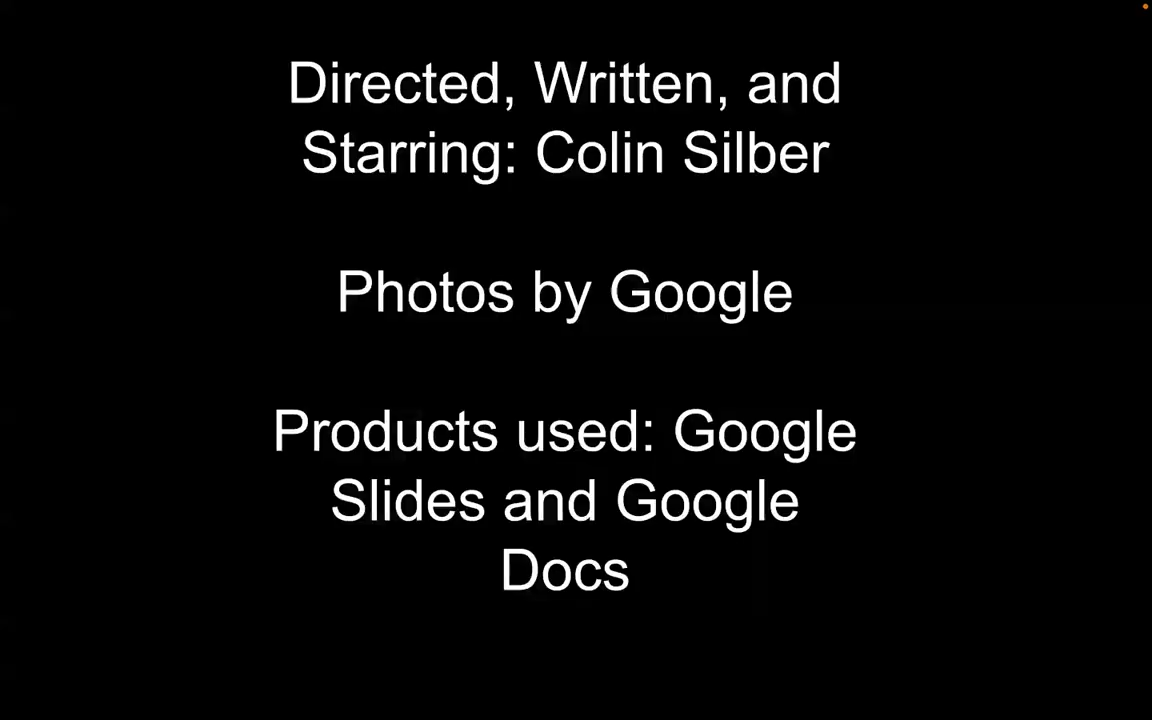 Directed, Written, and
Starring: Colin Silber
Photos by Google
Products used: Google
Slides and Google
Docs